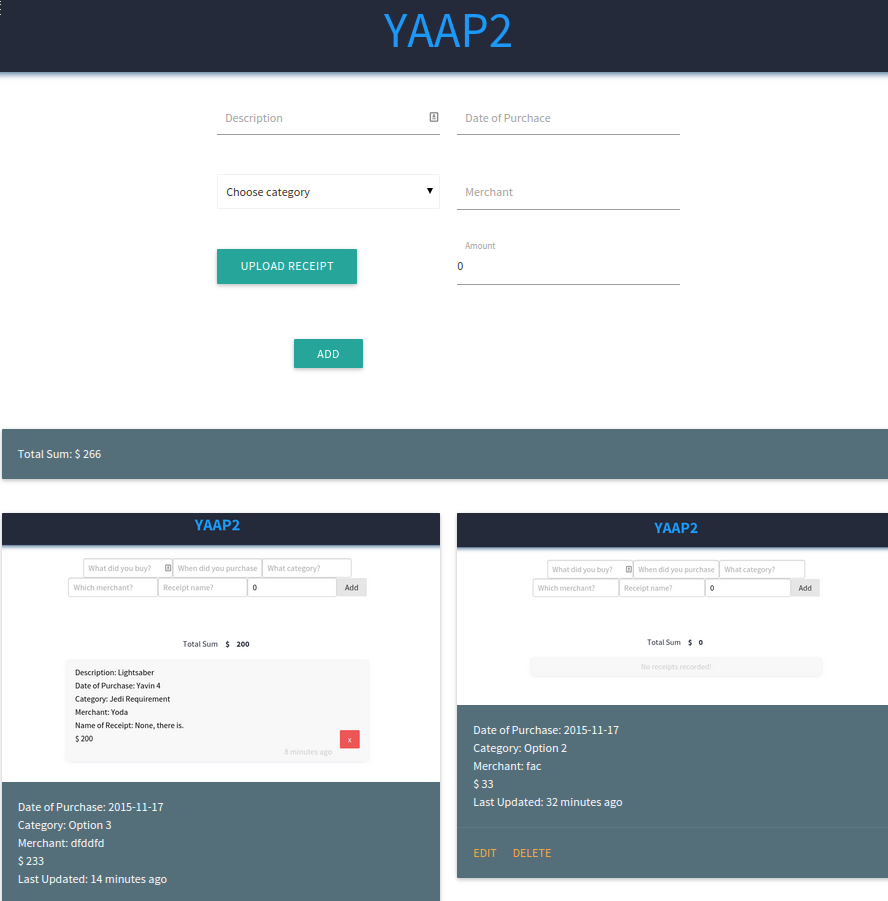 YAAP2
Description
Date of Purchace
Choose category
Merchant
UPLOAD RECEIPT
Amount
0
ADD
Total Sum: $ 266
YAAP2
What did you buy?
When did you purchase
What category?
Which merchant?
Receipt name?
0
Add
Total Sum $ 200
Description: Lightsaber
Date of Purchase: Yavin 4
Category: Jedi Requirement
Merchant: Yoda
Name of Receipt: None, there is.
$ 200
x
8 minutes ago
Date of Purchase: 2015-11-17
Category: Option 3
Merchant: dfddfd
$ 233
Last Updated: 14 minutes ago
YAAP2
What did you buy?
When did you purchase
What category?
Which merchant?
Receipt name?
0
Add
Total Sum $ 0
No receipts recorded!
Date of Purchase: 2015-11-17
Category: Option 2
Merchant: fac
$ 33
Last Updated: 32 minutes ago
EDIT DELETE